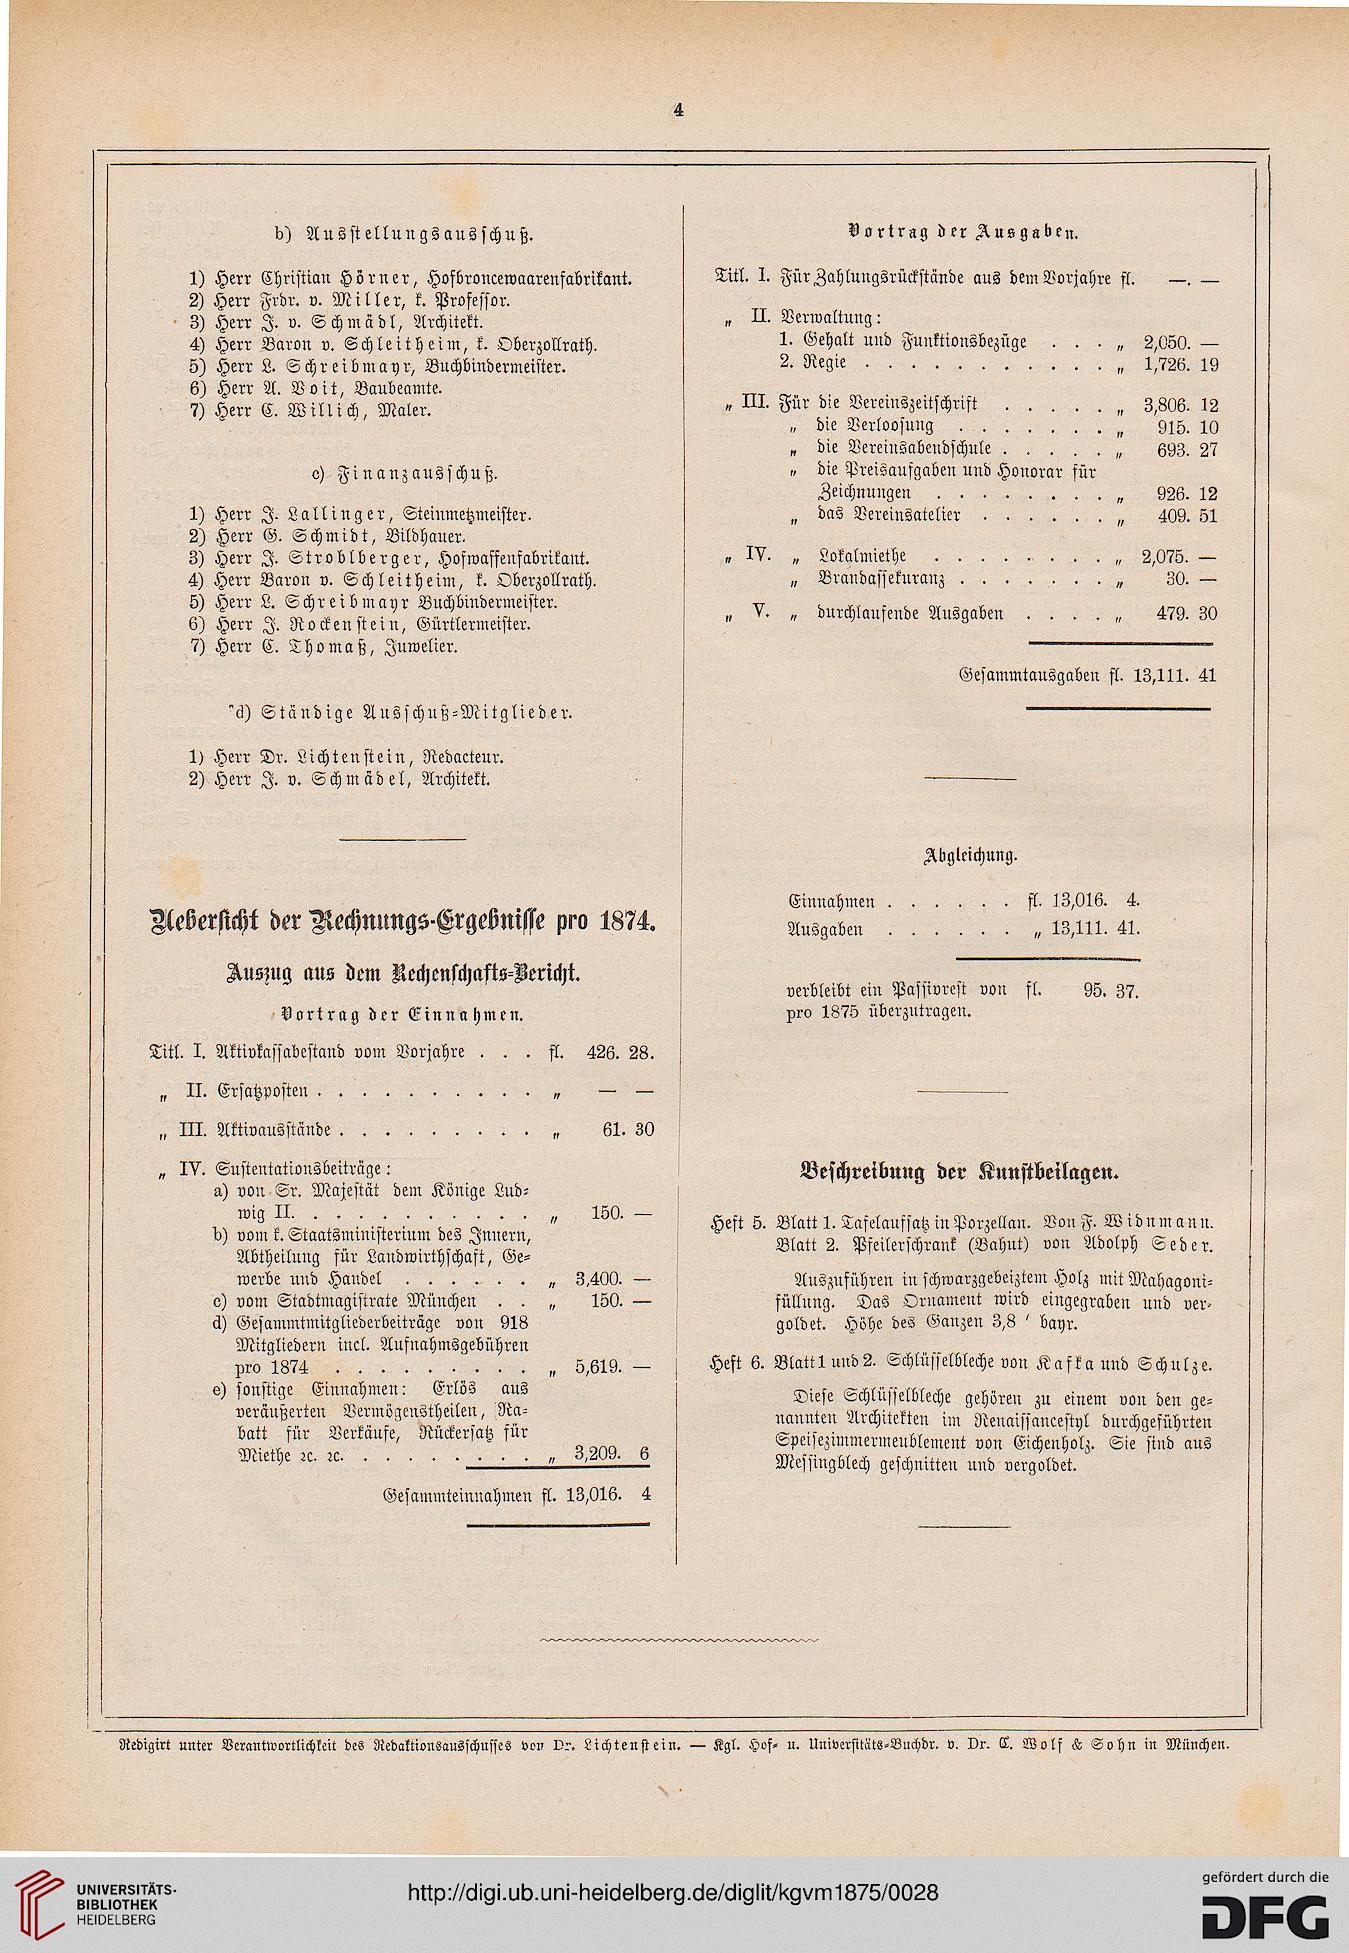 4
b) Ausstellungsausschuß.
1) Herr Christian Hörner, Hofbroncewaarenfabrikant.
2) Herr Frdr. v. Miller, k. Professor.
3) Herr J. v. Schmädl, Architekt.
4) Herr Baron v. Schleitheim, k. Oberzollrath.
5) Herr L. Schreibmayr, Buchbindermeister.
6) Herr A. Voit, Baubeamte.
7) Herr C. Willich, Maler.
c) Finanzausschuß.
1) Herr J. Lallinger, Steinmetzmeister.
2) Herr G. Schmidt, Bildhauer.
3) Herr J. Stroblberger, Hofwaffenfabrikant.
4) Herr Baron v. Schleitheim, k. Oberzollrath.
5) Herr L. Schreibmayr Buchbindermeister.
6) Herr J. Rockenstein, Gürtlermeister.
7) Herr C. Thomaß, Juwelier.
d) Ständige Ausschuß-Mitglieder.
1) Herr Dr. Lichtenstein, Redacteur.
2) Herr J. v. Schmädel, Architekt.
Uebersicht der Rechnungs-Ergebnisse pro 1874.
Auszug aus dem Rechenschafts-Bericht.
Vortrag der Einnahmen.
Titl. I. Aktivkassabestand vom Vorjahre . . . fl. 426. 28.
„ II. Ersatzposten . . . . . . . . . . . „ — —
„ III. Aktivausstände . . . . . . . . . . „ 61. 30
„ IV. Sustentationsbeiträge:
a) von Sr. Majestät dem Könige Lud-
wig II. . . . . . . . . . . . „ 150. —
b) vom k. Staatsministerium des Innern,
Abtheilung für Landwirthschaft, Ge-
werbe und Handel . . . . . . „ 3,400. —
c) vom Stadtmagistrate München . . „ 150. —
d) Gesammtmitgliederbeiträge von 918
Mitgliedern incl. Aufnahmsgebühren
pro 1874 . . . . . . . . . . „ 5,619. —
e) sonstige Einnahmen: Erlös aus
veräußerten Vermögenstheilen, Ra-
batt für Verkäufe, Rückersatz für
Miethe ꝛc. ꝛc. . . . . . . . . . „ 3,209. 6
Gesammteinnahmen fl. 13,016. 4
Vortrag der Ausgaben.
Titl. I. Für Zahlungsrückstände aus dem Vorjahre fl. —. —
„ II. Verwaltung:
1. Gehalt und Funktionsbezüge . . . „ 2,050. —
2. Regie . . . . . . . . . . . . „ 1,726. 19
„ III. Für die Vereinszeitschrift . . . . . „ 3,806. 12
„ die Verloosung . . . . . . . . „ 915. 10
„ die Vereinsabendschule . . . . . „ 693. 27
„ die Preisaufgaben und Honorar für
Zeichnungen . . . . . . . . . „ 926. 12
„ das Vereinsatelier . . . . . . „ 409. 51
„ IV. „ Lokalmiethe . . . . . . . . . „ 2,075. —
„ Brandassekuranz . . . . . . . . „ 30. —
„ V. „ durchlaufende Ausgaben . . . . „ 479. 30
Gesammtausgaben fl. 13,111. 41
Abgleichung.
Einnahmen . . . . . . fl. 13,016. 4.
Ausgaben . . . . . . „ 13,111. 41.
verbleibt ein Passivrest von fl. 95. 37.
pro 1875 überzutragen.
Beschreibung der Kunstbeilagen.
Heft 5. Blatt 1. Tafelaufsatz in Porzellan. Von F. Widnmann.
Blatt 2. Pfeilerschrank (Bahut) von Adolph Seder.
Auszuführen in schwarzgebeiztem Holz mit Mahagoni-
füllung. Das Ornament wird eingegraben und ver-
goldet. Höhe des Ganzen 3,8 ' bayr.
Heft 6. Blatt 1 und 2. Schlüsselbleche von Kafka und Schulze.
Diese Schlüsselbleche gehören zu einem von den ge-
nannten Architekten im Renaissancestyl durchgeführten
Speisezimmermeublement von Eichenholz. Sie sind aus
Messingblech geschnitten und vergoldet.
Redigirt unter Verantwortlichkeit des Redaktionsausschusses von Dr. Lichtenstein. — Kgl. Hof- u. Universitäts-Buchdr. v. Dr. C. Wolf & Sohn in München.
UNIVERSITÄTS-
BIBLIOTHEK
HEIDELBERG
http://digi.ub.uni-heidelberg.de/diglit/kgvm1875/0028
gefördert durch die
DFG